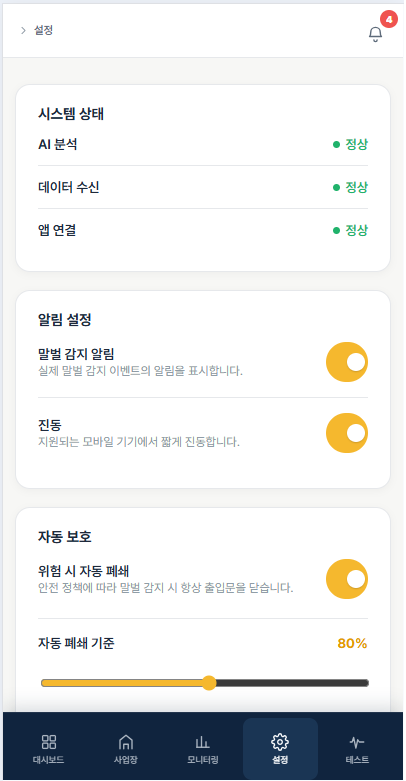 설정
4
시스템 상태
AI 분석
정상
데이터 수신
정상
앱 연결
정상
알림 설정
말벌 감지 알림
실제 말벌 감지 이벤트의 알림을 표시합니다.
진동
지원되는 모바일 기기에서 짧게 진동합니다.
자동 보호
위험 시 자동 폐쇄
안전 정책에 따라 말벌 감지 시 항상 출입문을 닫습니다.
자동 폐쇄 기준
80%
대시보드
사업장
모니터링
설정
테스트